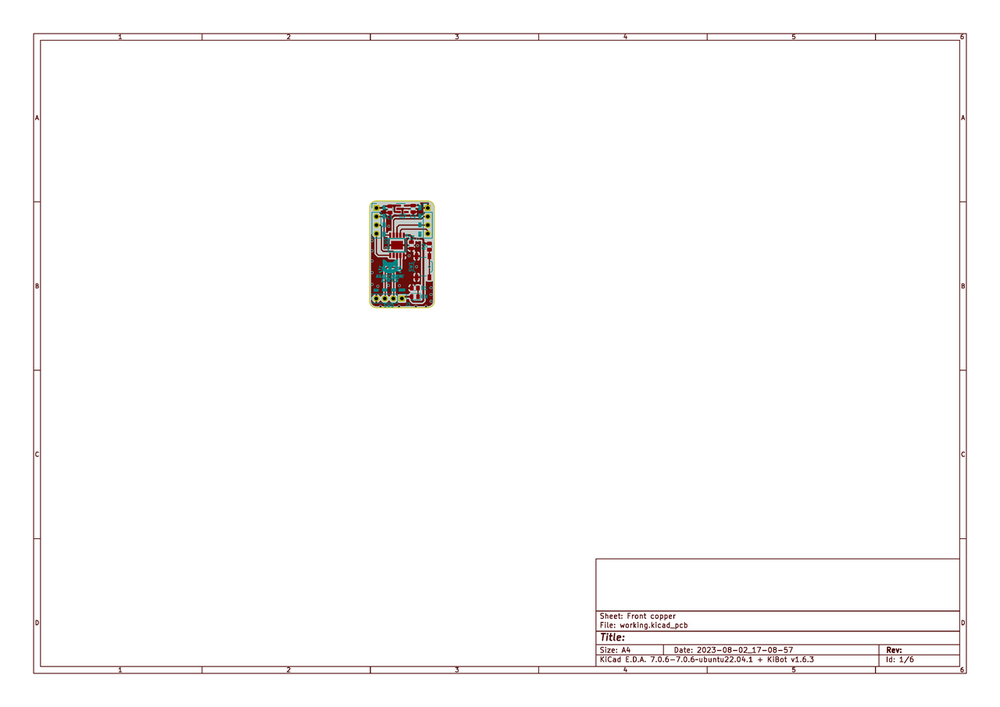 1 2 3 4 5 6
A A
B B
C C
D D
Sheet: Front copper
File: working.kicad_pcb
Title:
Size: A4 Date: 2023-08-02_17-08-57 Rev:
KiCad E.D.A. 7.0.6-7.0.6-ubuntu22.04.1 + KiBot v1.6.3 Id: 1/6
1 2 3 4 5 6